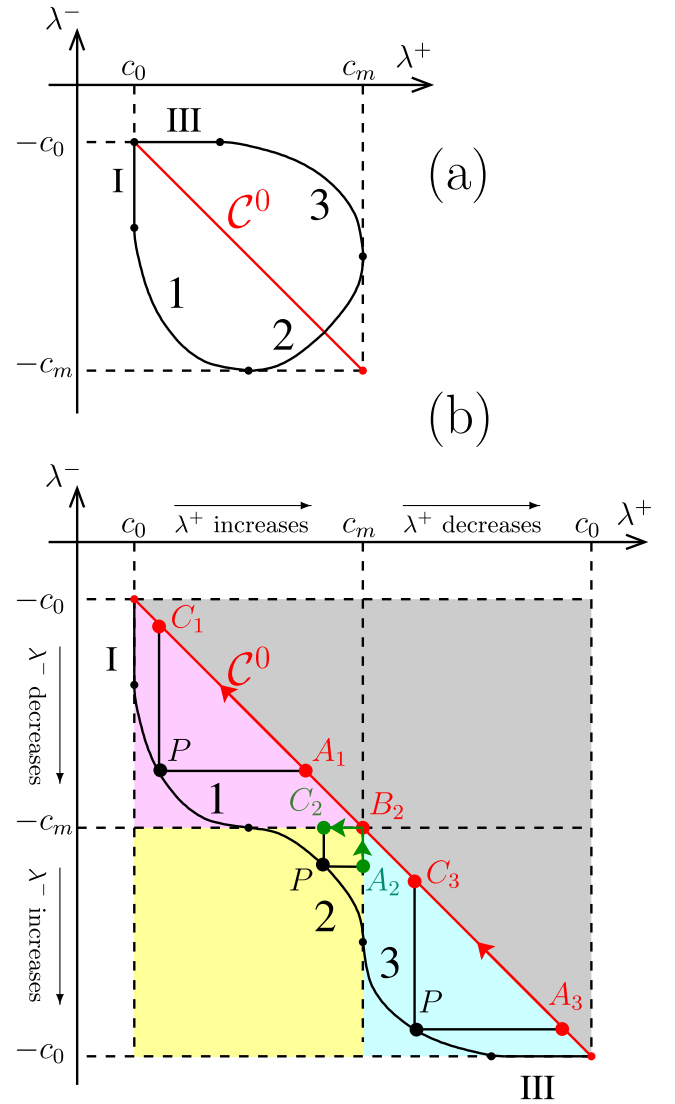 λ⁻
λ⁺
c₀
c_m
III
−c₀
I
(a)
𝒞⁰
3
1
2
−c_m
(b)
λ⁻
λ⁺ increases
λ⁺ decreases
λ⁺
c₀
c_m
c₀
−c₀
C₁
I
𝒞⁰
λ⁻ decreases
P
A₁
1
C₂
B₂
−c_m
P
A₂
C₃
2
λ⁻ increases
3
P
A₃
−c₀
III